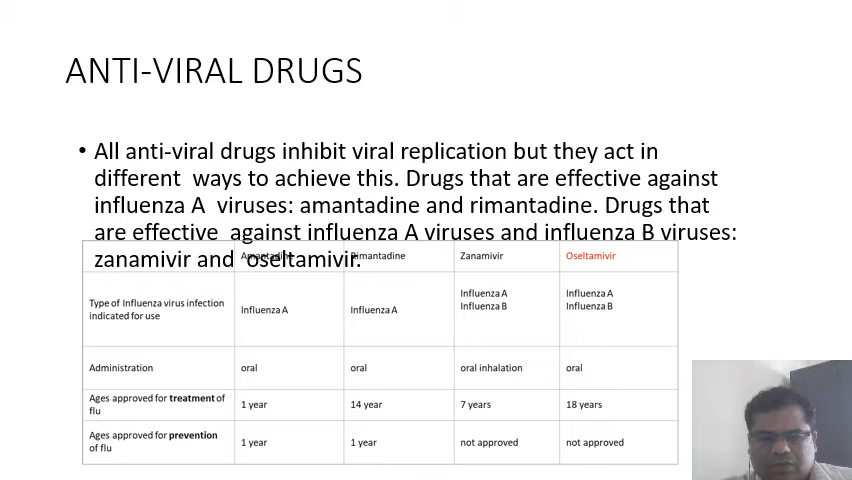 ANTI-VIRAL DRUGS
• All anti-viral drugs inhibit viral replication but they act in
different ways to achieve this. Drugs that are effective against
influenza A viruses: amantadine and rimantadine. Drugs that
are effective against influenza A viruses and influenza B viruses:
zanamivir and oseltamivir.
Amantadine Rimantadine Zanamivir Oseltamivir
Type of Influenza virus infection
indicated for use
Influenza A
Influenza A
Influenza A
Influenza B
Influenza A
Influenza B
Administration oral oral oral inhalation oral
Ages approved for treatment of
flu
1 year 14 year 7 years 18 years
Ages approved for prevention
of flu
1 year 1 year not approved not approved